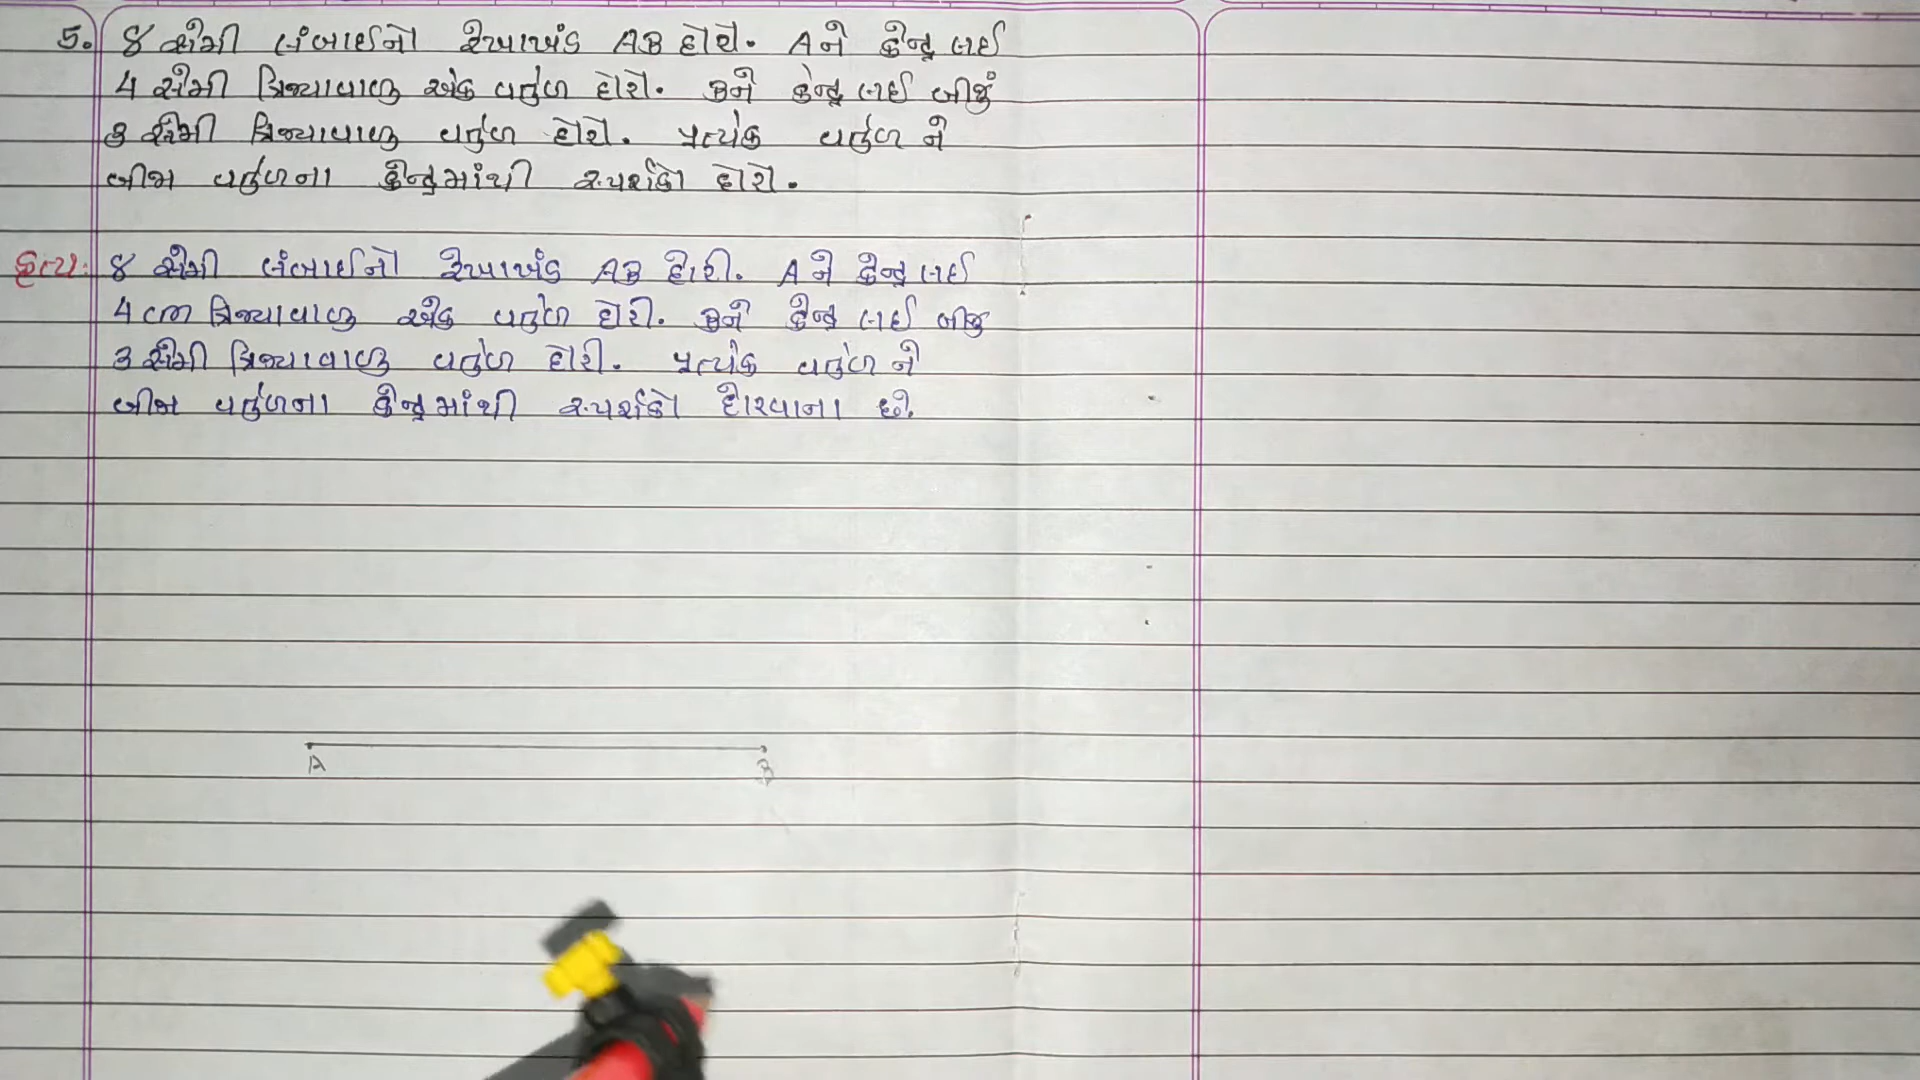 5. 8 સેમી લંબાઈનો રેખાખંડ AB દોરો. A ને કેન્દ્ર લઈ
4 સેમી ત્રિજ્યાવાળુ એક વર્તુળ દોરો. B ને કેન્દ્ર લઈ બીજું
3 સેમી ત્રિજ્યાવાળુ વર્તુળ દોરો. પ્રત્યેક વર્તુળ ને
બીજા વર્તુળના કેન્દ્રમાંથી સ્પર્શકો દોરો.
કૃત્ય: 8 સેમી લંબાઈનો રેખાખંડ AB દોરી. A ને કેન્દ્ર લઈ
4 cm ત્રિજ્યાવાળુ એક વર્તુળ દોરી. B ને કેન્દ્ર લઈ બીજુ
3 સેમી ત્રિજ્યાવાળુ વર્તુળ દોરી. પ્રત્યેક વર્તુળ ને
બીજા વર્તુળના કેન્દ્રમાંથી સ્પર્શકો દોરવાના છે.
A B